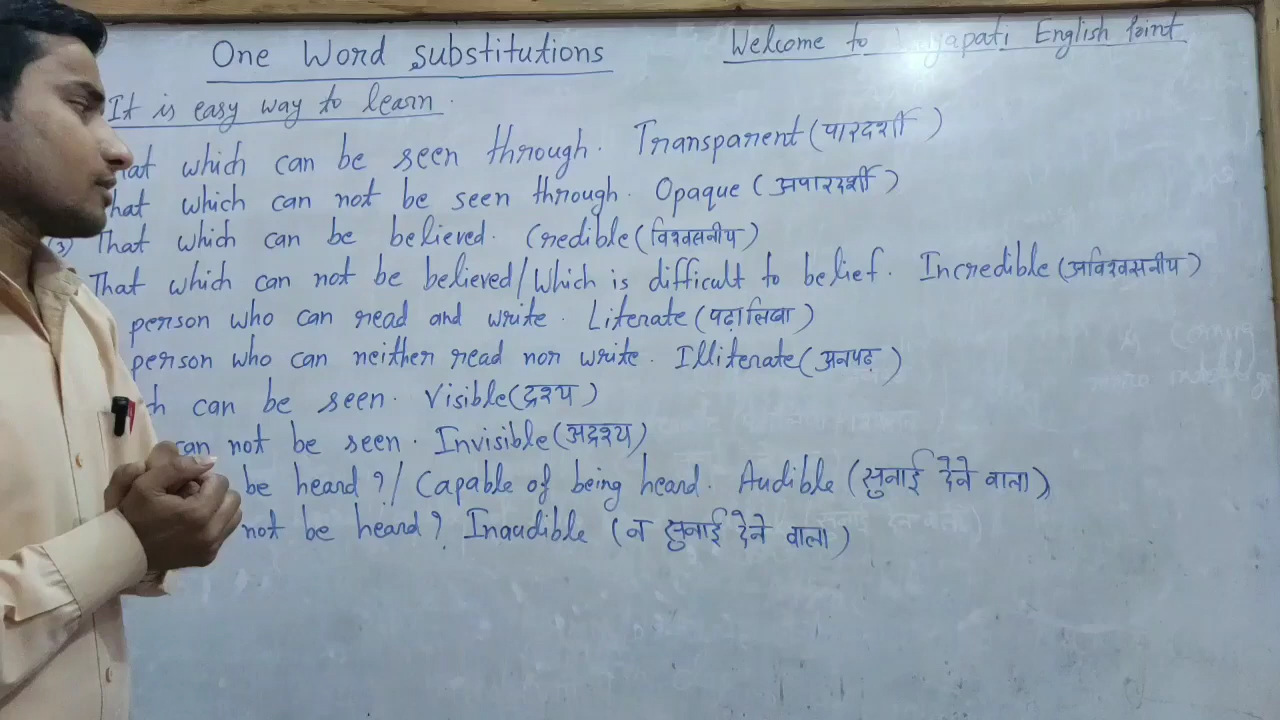 One Word substitutions
Welcome to English Point
It is easy way to learn.
which can be seen through. Transparent (पारदर्शी)
which can not be seen through. Opaque (अपारदर्शी)
(3) That which can be believed. Credible (विश्वसनीय)
That which can not be believed/Which is difficult to belief. Incredible (अविश्वसनीय)
person who can read and write. Literate (पढ़ा लिखा)
person who can neither read nor write. Illiterate (अनपढ़)
can be seen. Visible (द्रश्य)
can not be seen. Invisible (अद्रश्य)
be heard?/ Capable of being heard. Audible (सुनाई देने वाला)
not be heard? Inaudible (न सुनाई देने वाला)